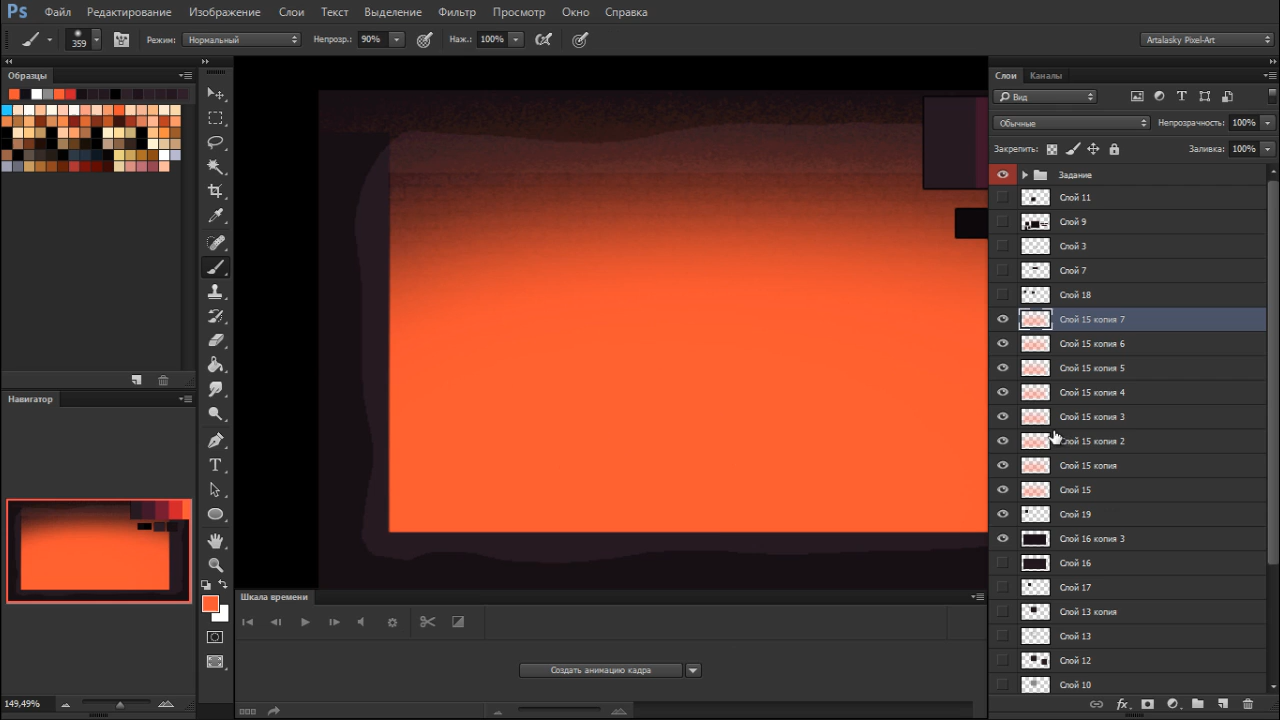 Ps Файл Редактирование Изображение Слои Текст Выделение Фильтр Просмотр Окно Справка
359 Режим: Нормальный Непрозр.: 90% Наж.: 100% Artalasky Pixel-Art
Образцы
Навигатор
149,49%
Шкала времени
Создать анимацию кадра
Слои Каналы
Вид
Обычные Непрозрачность: 100%
Закрепить: Заливка: 100%
Задание
Слой 11
Слой 9
Слой 3
Слой 7
Слой 18
Слой 15 копия 7
Слой 15 копия 6
Слой 15 копия 5
Слой 15 копия 4
Слой 15 копия 3
Слой 15 копия 2
Слой 15 копия
Слой 15
Слой 19
Слой 16 копия 3
Слой 16
Слой 17
Слой 13 копия
Слой 13
Слой 12
Слой 10
fx